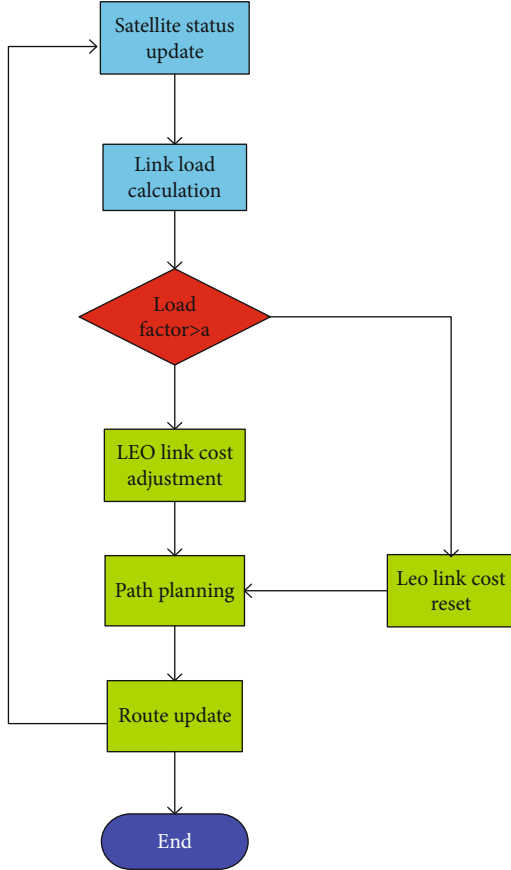 Satellite status
update
Link load
calculation
Load
factor>a
LEO link cost
adjustment
Path planning
Leo link cost
reset
Route update
End